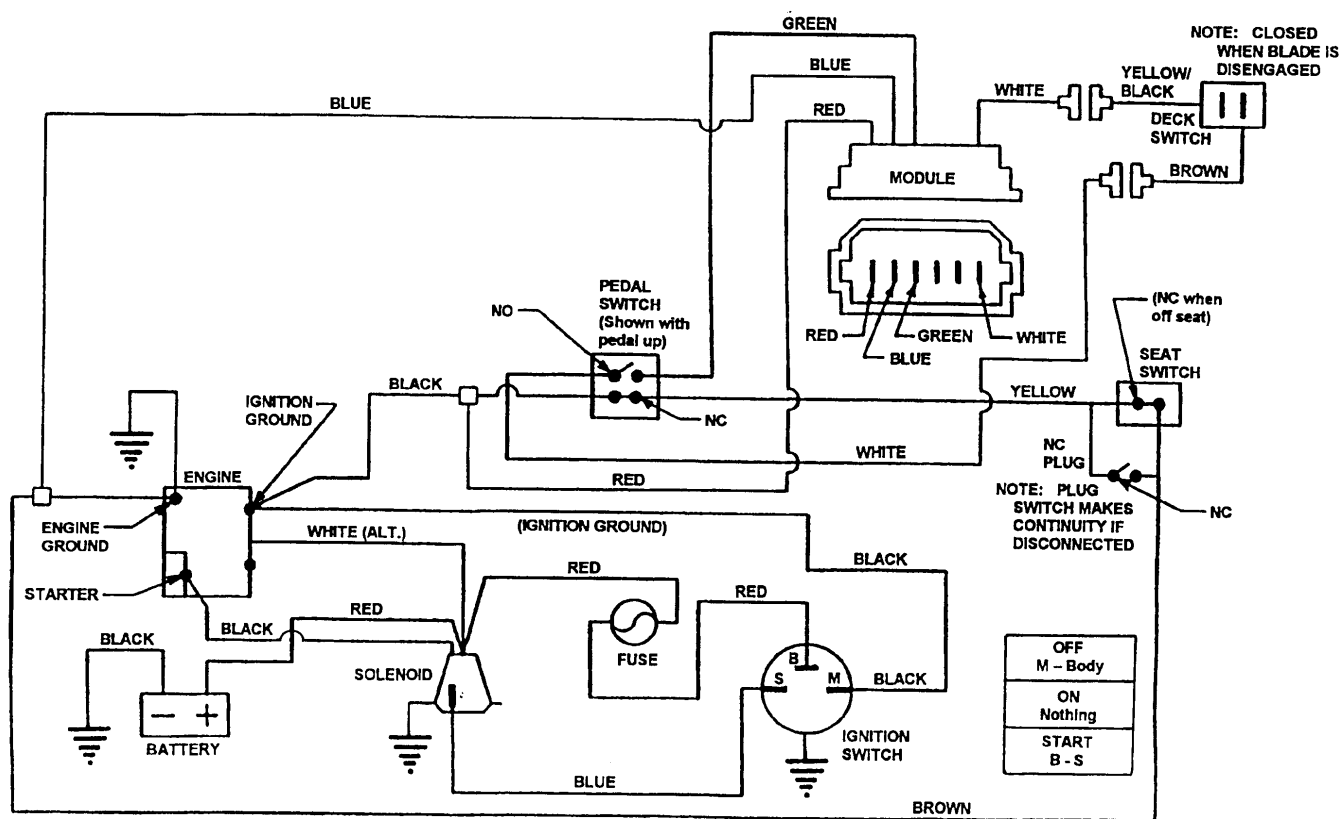 GREEN
NOTE: CLOSED
WHEN BLADE IS
DISENGAGED
BLUE
YELLOW/
BLACK
WHITE
BLUE
RED
DECK
SWITCH
MODULE
BROWN
PEDAL
SWITCH
(Shown with
pedal up)
NO
(NC when
off seat)
RED
GREEN
WHITE
BLUE
SEAT
SWITCH
BLACK
YELLOW
IGNITION
GROUND
NC
WHITE
NC
PLUG
ENGINE
RED
NOTE: PLUG
SWITCH MAKES
CONTINUITY IF
DISCONNECTED
NC
ENGINE
GROUND
(IGNITION GROUND)
WHITE (ALT.)
BLACK
RED
STARTER
RED
RED
BLACK
BLACK
FUSE
SOLENOID
B
S
M
BLACK
OFF
M – Body
ON
Nothing
START
B - S
− +
BATTERY
IGNITION
SWITCH
BLUE
BROWN